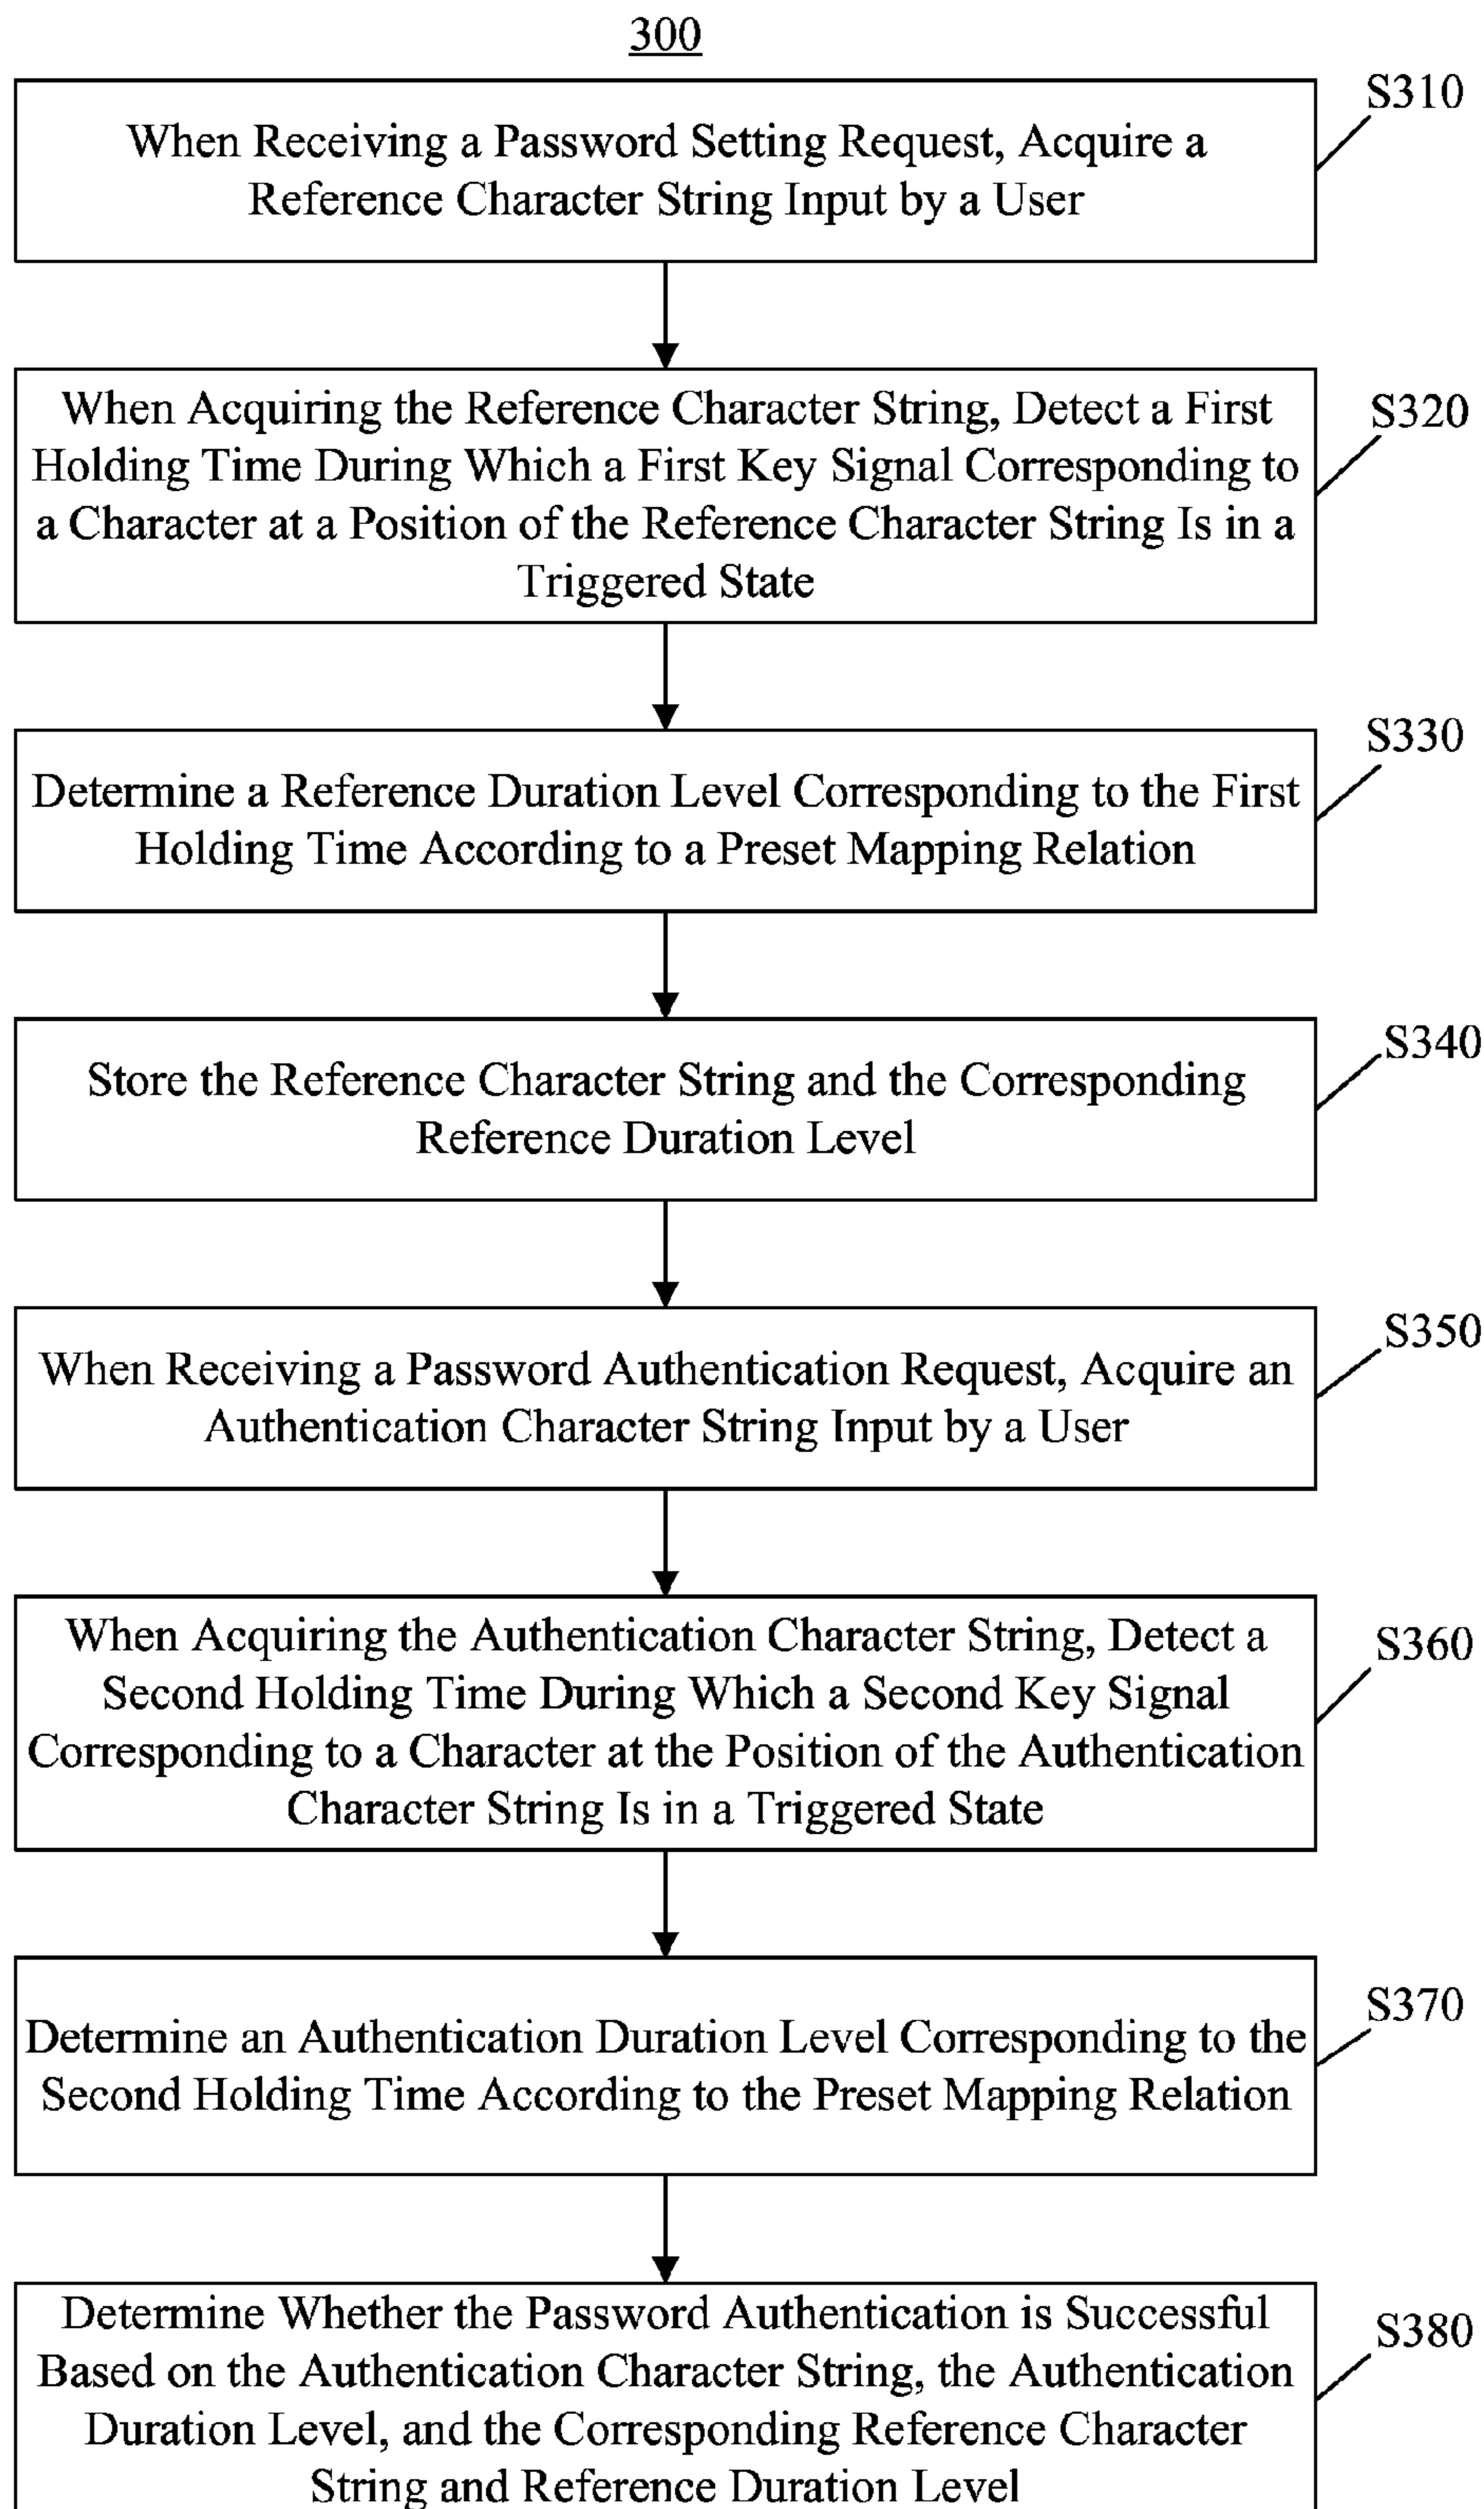 300
S310
When Receiving a Password Setting Request, Acquire a
Reference Character String Input by a User
S320
When Acquiring the Reference Character String, Detect a First
Holding Time During Which a First Key Signal Corresponding to
a Character at a Position of the Reference Character String Is in a
Triggered State
S330
Determine a Reference Duration Level Corresponding to the First
Holding Time According to a Preset Mapping Relation
S340
Store the Reference Character String and the Corresponding
Reference Duration Level
S350
When Receiving a Password Authentication Request, Acquire an
Authentication Character String Input by a User
S360
When Acquiring the Authentication Character String, Detect a
Second Holding Time During Which a Second Key Signal
Corresponding to a Character at the Position of the Authentication
Character String Is in a Triggered State
S370
Determine an Authentication Duration Level Corresponding to the
Second Holding Time According to the Preset Mapping Relation
S380
Determine Whether the Password Authentication is Successful
Based on the Authentication Character String, the Authentication
Duration Level, and the Corresponding Reference Character
String and Reference Duration Level